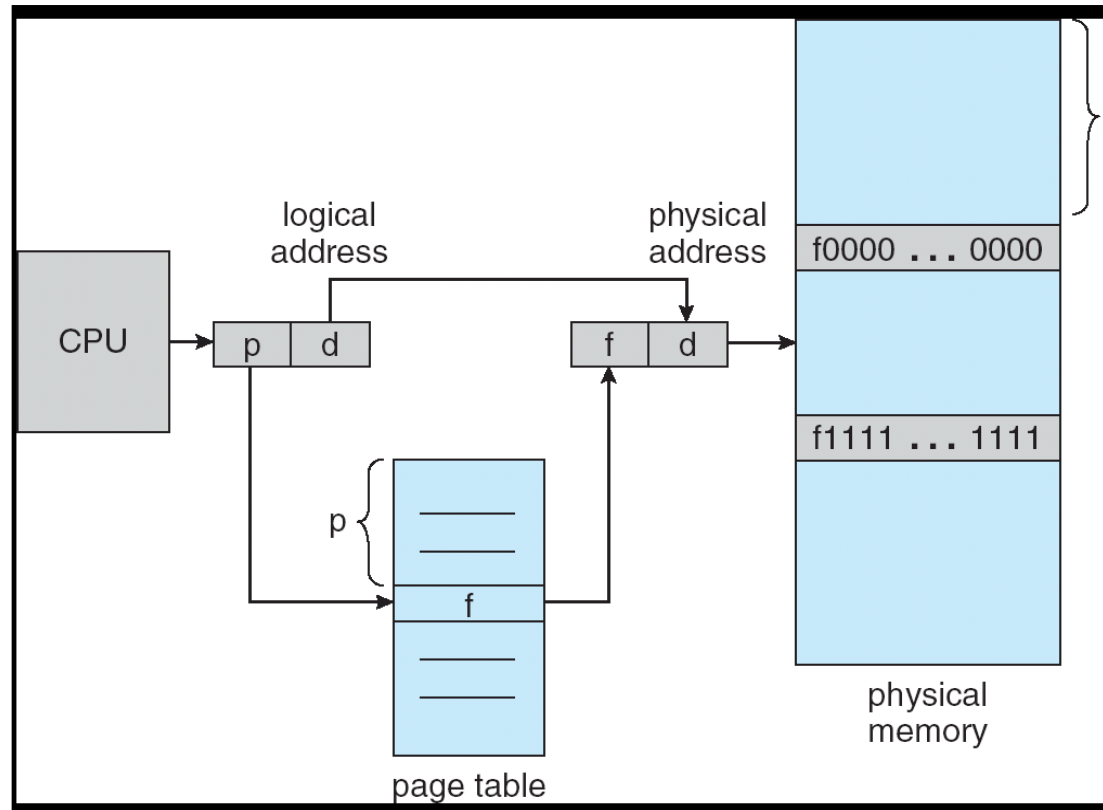 logical
address
physical
address
f0000 ... 0000
CPU
p d
f d
f1111 ... 1111
p
f
physical
memory
page table